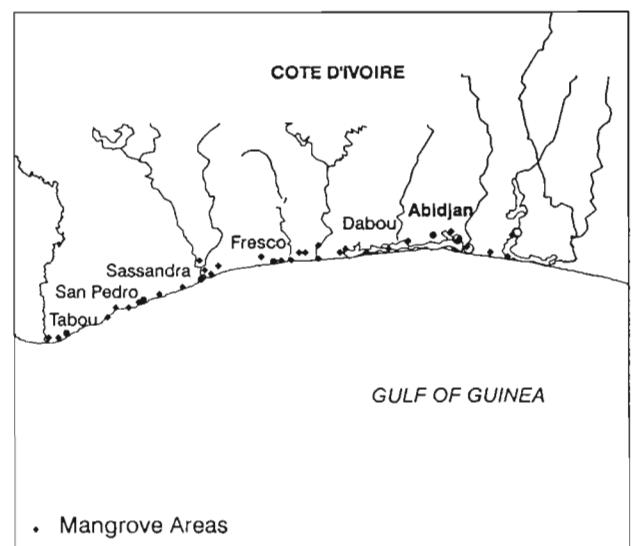 COTE D'IVOIRE
Abidjan
Dabou
Fresco
Sassandra
San Pedro
Tabou
GULF OF GUINEA
Mangrove Areas